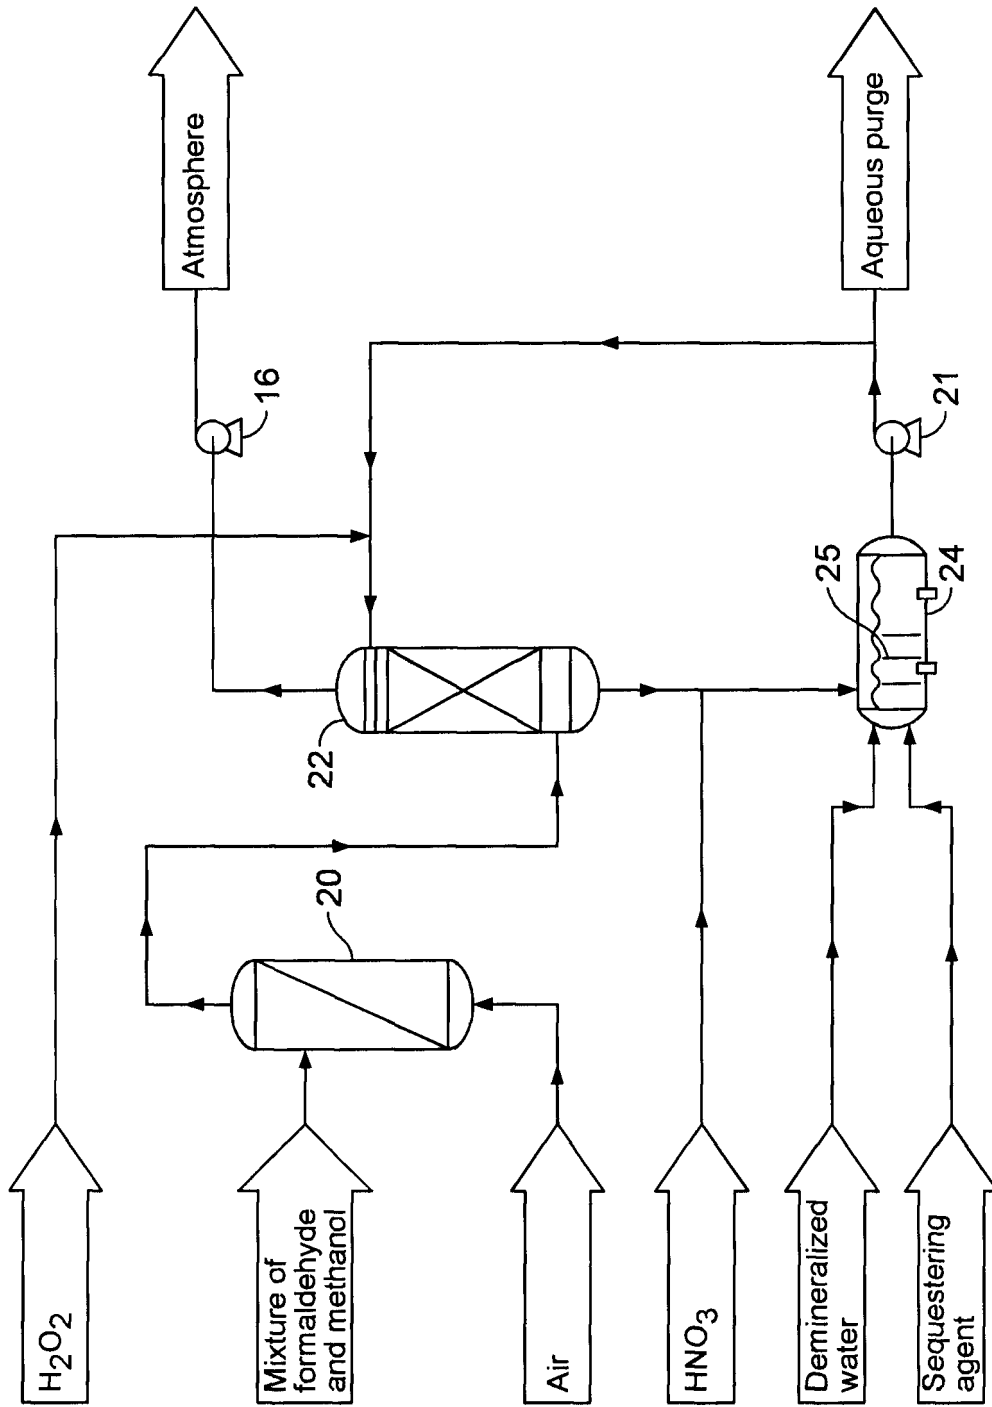 H2O2
Mixture of
formaldehyde
and methanol
Air
HNO3
Demineralized
water
Sequestering
agent
20
22
25
24
16
21
Atmosphere
Aqueous purge